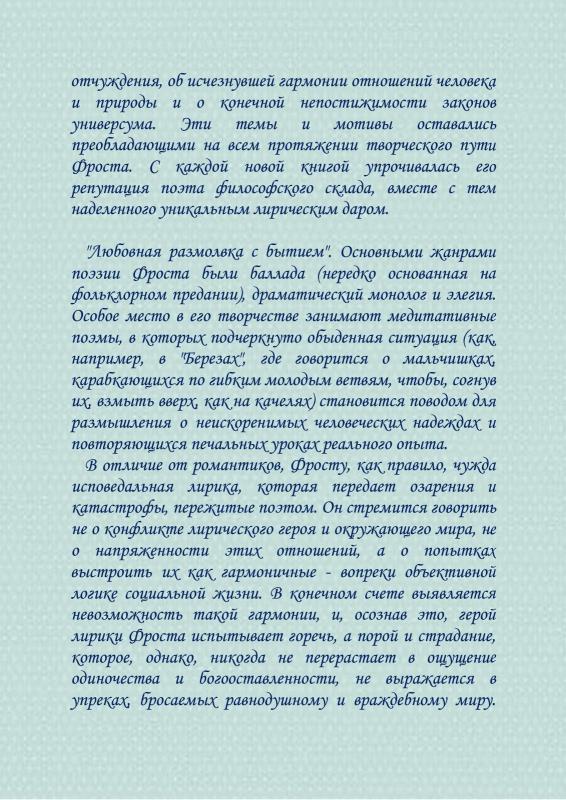 отчуждения, об исчезнувшей гармонии отношений человека
и природы и о конечной непостижимости законов
универсума. Эти темы и мотивы оставались
преобладающими на всем протяжении творческого пути
Фроста. С каждой новой книгой упрочивалась его
репутация поэта философского склада, вместе с тем
наделенного уникальным лирическим даром.
"Любовная размолвка с бытием". Основными жанрами
поэзии Фроста были баллада (нередко основанная на
фольклорном предании), драматический монолог и элегия.
Особое место в его творчестве занимают медитативные
поэмы, в которых подчеркнуто обыденная ситуация (как,
например, в "Березах", где говорится о мальчишках,
карабкающихся по гибким молодым ветвям, чтобы, согнув
их, взмыть вверх, как на качелях) становится поводом для
размышления о неискоренимых человеческих надеждах и
повторяющихся печальных уроках реального опыта.
В отличие от романтиков, Фросту, как правило, чужда
исповедальная лирика, которая передает озарения и
катастрофы, пережитые поэтом. Он стремится говорить
не о конфликте лирического героя и окружающего мира, не
о напряженности этих отношений, а о попытках
выстроить их как гармоничные - вопреки объективной
логике социальной жизни. В конечном счете выявляется
невозможность такой гармонии, и, осознав это, герой
лирики Фроста испытывает горечь, а порой и страдание,
которое, однако, никогда не перерастает в ощущение
одиночества и богооставленности, не выражается в
упреках, бросаемых равнодушному и враждебному миру.